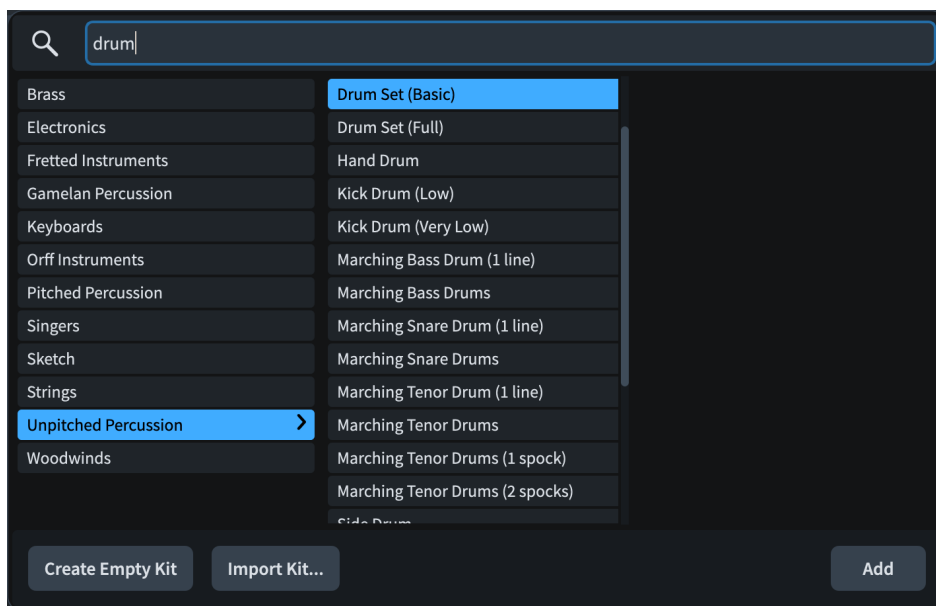 drum
Brass
Electronics
Fretted Instruments
Gamelan Percussion
Keyboards
Orff Instruments
Pitched Percussion
Singers
Sketch
Strings
Unpitched Percussion
Woodwinds
Drum Set (Basic)
Drum Set (Full)
Hand Drum
Kick Drum (Low)
Kick Drum (Very Low)
Marching Bass Drum (1 line)
Marching Bass Drums
Marching Snare Drum (1 line)
Marching Snare Drums
Marching Tenor Drum (1 line)
Marching Tenor Drums
Marching Tenor Drums (1 spock)
Marching Tenor Drums (2 spocks)
Side Drum
Create Empty Kit
Import Kit...
Add